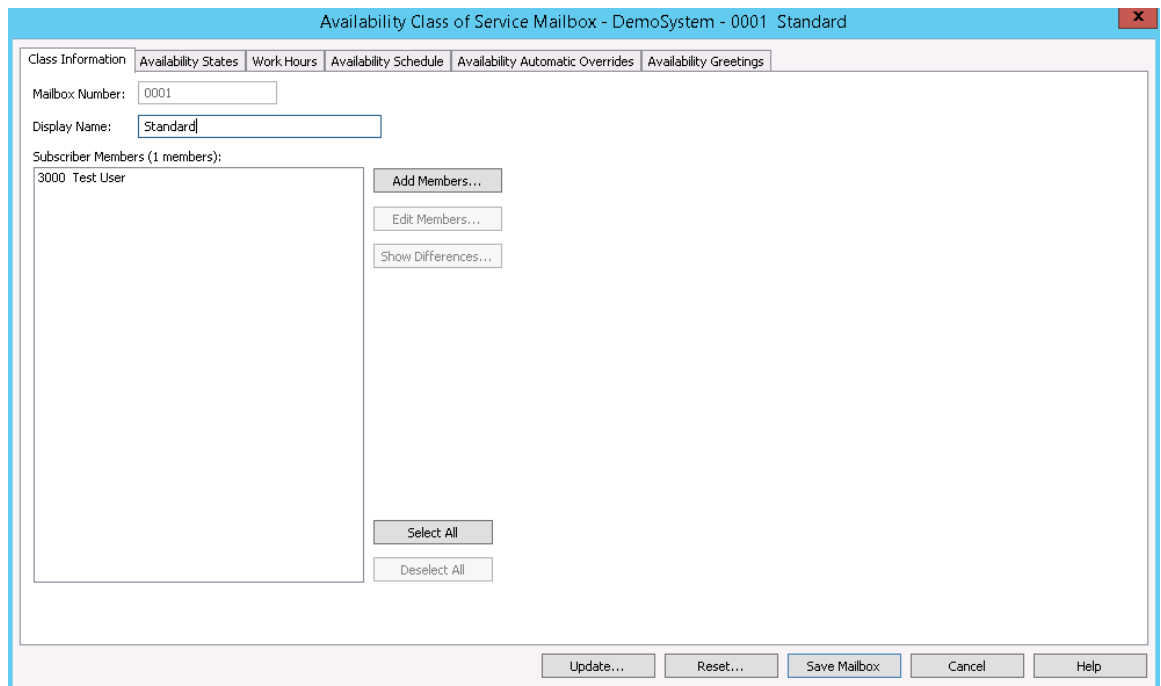 Availability Class of Service Mailbox - DemoSystem - 0001 Standard
x
Class Information Availability States Work Hours Availability Schedule Availability Automatic Overrides Availability Greetings
Mailbox Number: 0001
Display Name: Standard
Subscriber Members (1 members):
3000 Test User
Add Members...
Edit Members...
Show Differences...
Select All
Deselect All
Update... Reset... Save Mailbox Cancel Help